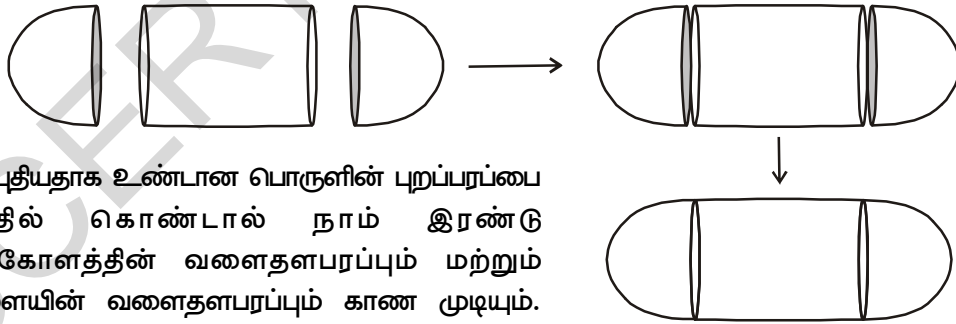 புதியதாக உண்டான பொருளின் புறப்பரப்பை
தில் கொண்டால் நாம் இரண்டு
கோளத்தின் வளைதளபரப்பும் மற்றும்
ளையின் வளைதளபரப்பும் காண முடியும்.